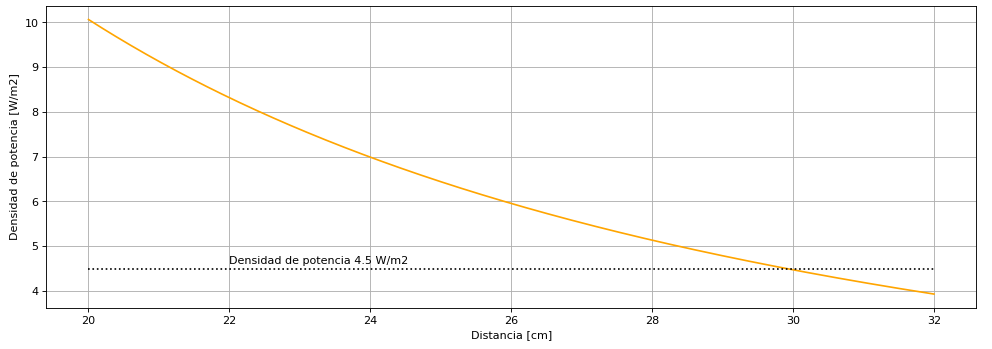 10
9
8
7
6
5
4
Densidad de potencia [W/m2]
Densidad de potencia 4.5 W/m2
20 22 24 26 28 30 32
Distancia [cm]